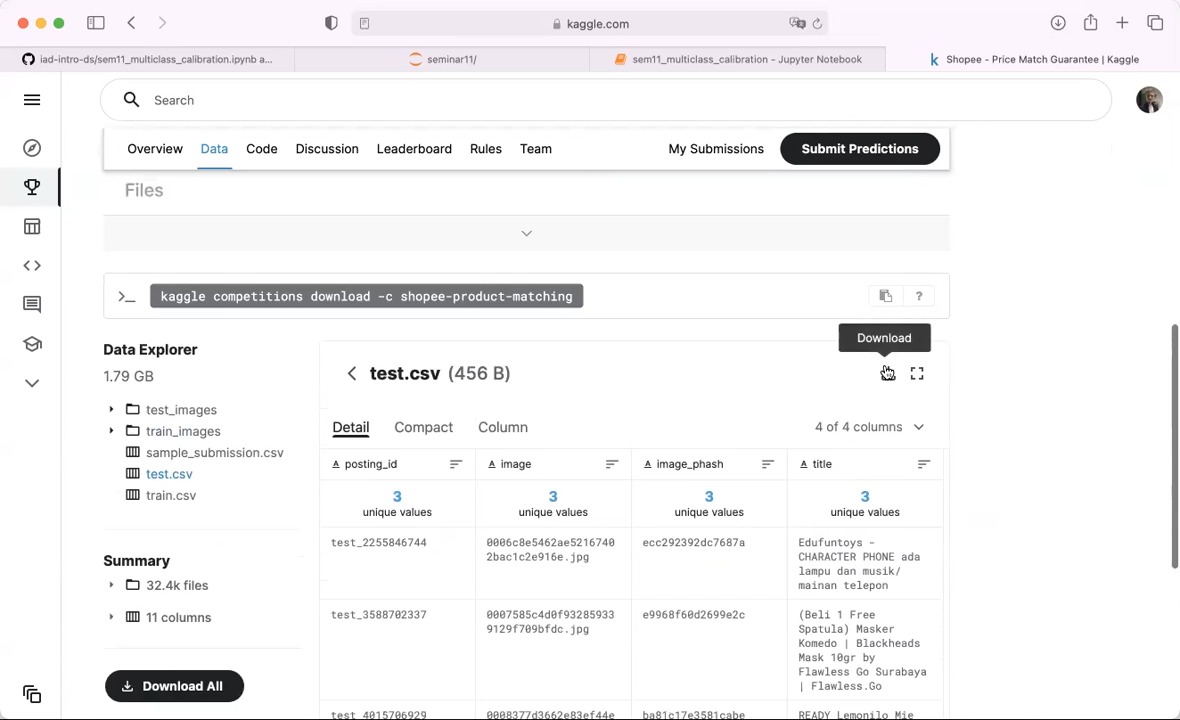 kaggle.com
iad-intro-ds/sem11_multiclass_calibration.ipynb a...
seminar11/
sem11_multiclass_calibration - Jupyter Notebook
Shopee - Price Match Guarantee | Kaggle
Search
Overview Data Code Discussion Leaderboard Rules Team My Submissions Submit Predictions
Files
>_ kaggle competitions download -c shopee-product-matching ?
Download
Data Explorer
1.79 GB
test_images
train_images
sample_submission.csv
test.csv
train.csv
Summary
32.4k files
11 columns
Download All
test.csv (456 B)
Detail Compact Column 4 of 4 columns
A posting_id A image A image_phash A title
3 3 3 3
unique values unique values unique values unique values
test_2255846744
0006c8e5462ae5216740
2bac1c2e916e.jpg
ecc292392dc7687a
Edufuntoys -
CHARACTER PHONE ada
lampu dan musik/
mainan telepon
test_3588702337
0007585c4d0f93285933
9129f709bfdc.jpg
e9968f60d2699e2c
(Beli 1 Free
Spatula) Masker
Komedo | Blackheads
Mask 10gr by
Flawless Go Surabaya
| Flawless.Go
test_4015706929
0008377d3662e83ef44e
ba81c17e3581cabe
READY Lemonilo Mie